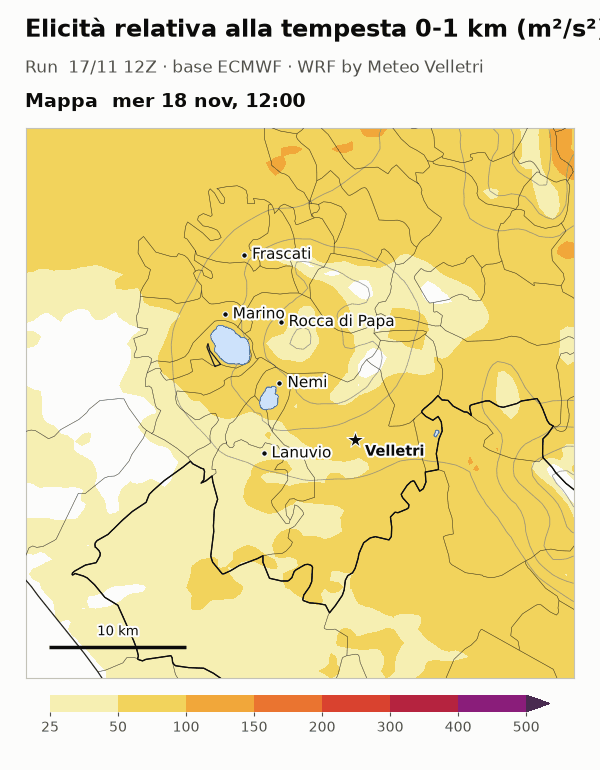 Elicità relativa alla tempesta 0-1 km (m²/s²)
Run 17/11 12Z · base ECMWF · WRF by Meteo Velletri
Mappa mer 18 nov, 12:00
Frascati
Marino
Rocca di Papa
Nemi
Velletri
Lanuvio
10 km
25 50 100 150 200 300 400 500